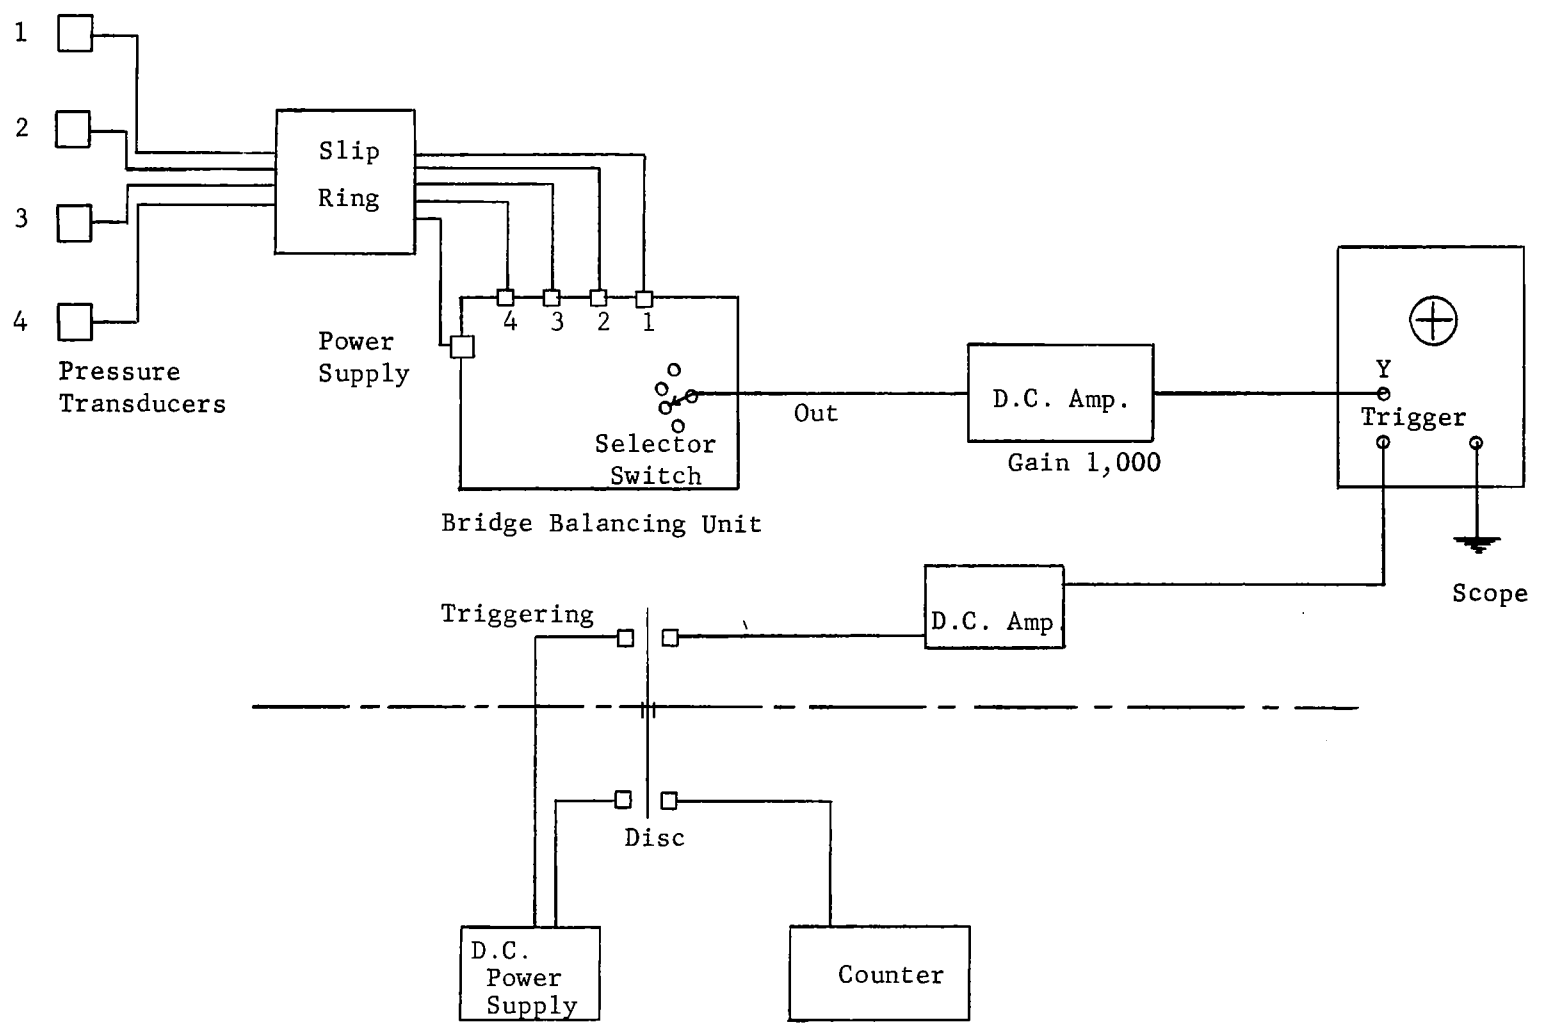 1
2
3
4
Pressure
Transducers
Slip
Ring
Power
Supply
4 3 2 1
Selector
Switch
Bridge Balancing Unit
Out
D.C. Amp.
Gain 1,000
Y
Trigger
Scope
Triggering
D.C. Amp
Disc
D.C.
Power
Supply
Counter